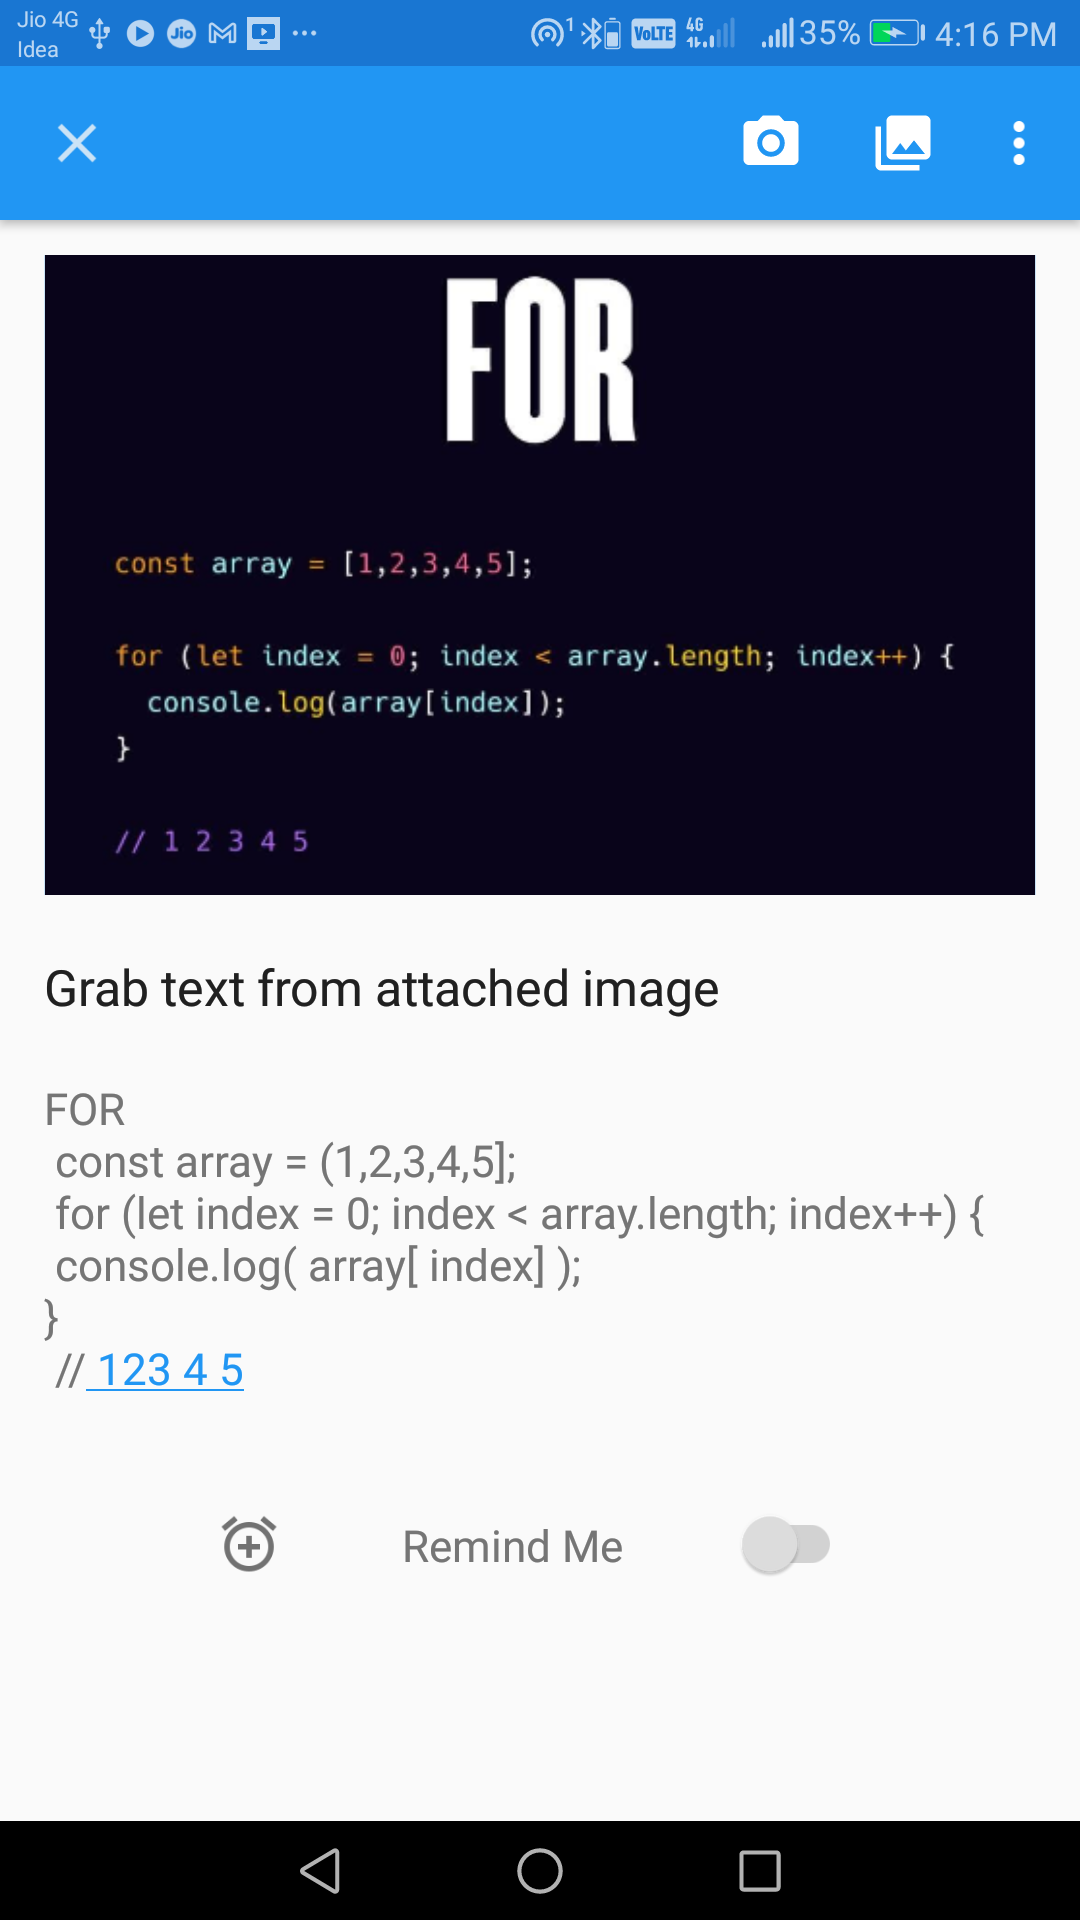 Jio 4G
Idea
Jio
1
VoLTE
4G
35%
4:16 PM
FOR
const array = [1,2,3,4,5];
for (let index = 0; index < array.length; index++) {
  console.log(array[index]);
}
// 1 2 3 4 5
Grab text from attached image
FOR
 const array = (1,2,3,4,5];
 for (let index = 0; index < array.length; index++) {
 console.log( array[ index] );
}
 // 123 4 5
Remind Me